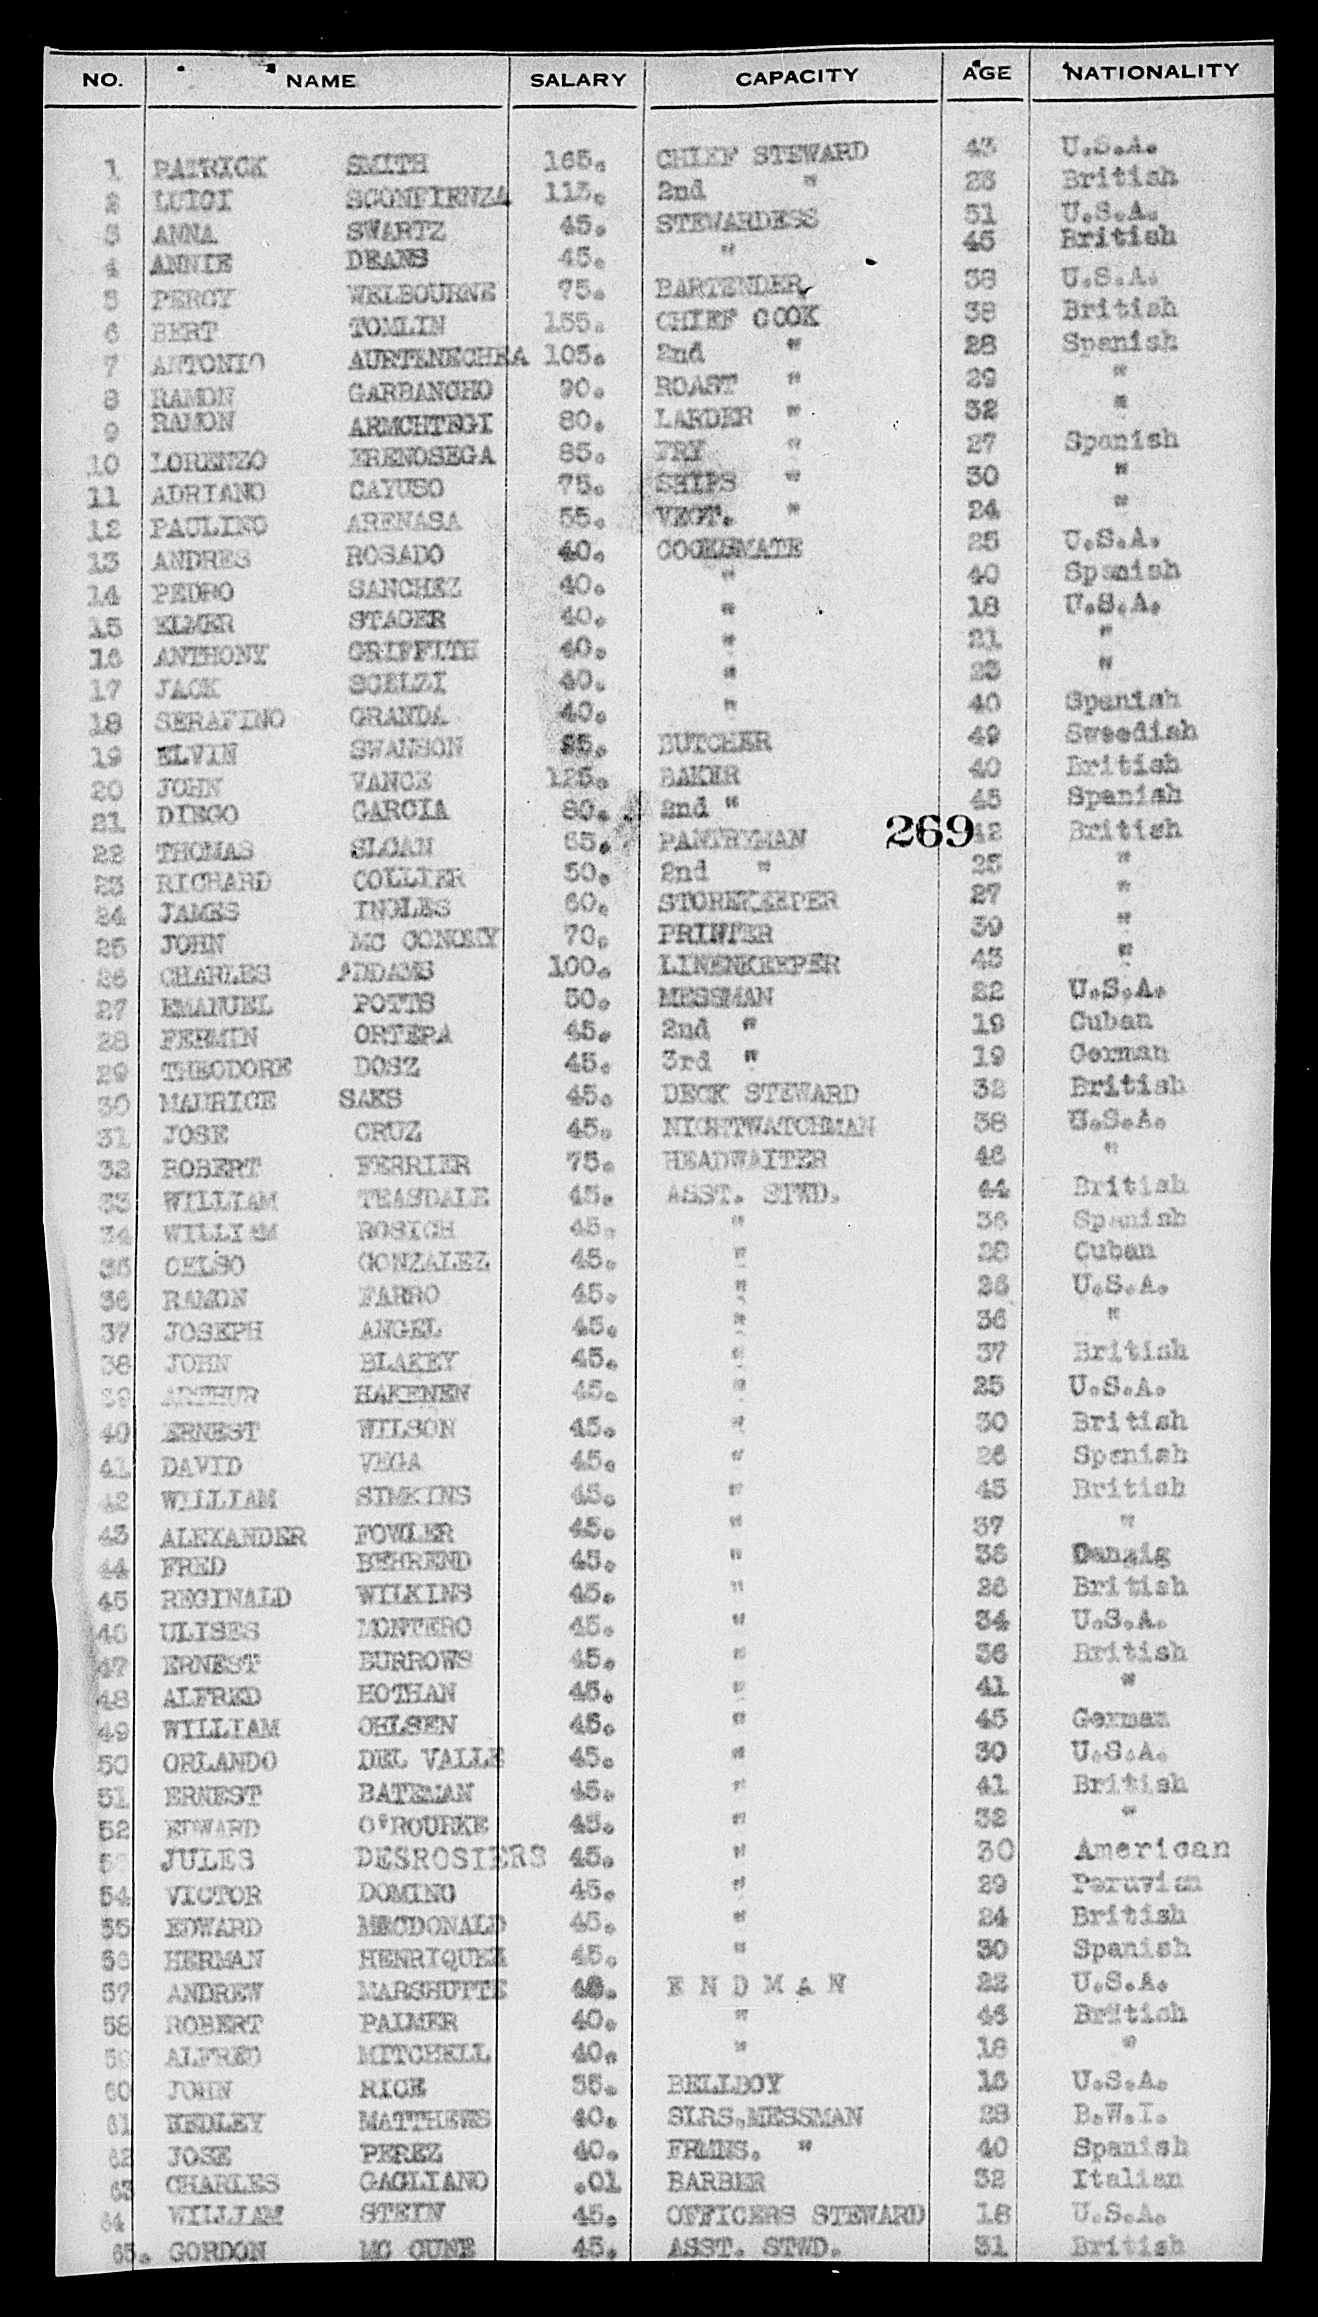 NO. NAME SALARY CAPACITY AGE NATIONALITY
1 PATRICK SMITH 165. CHIEF STEWARD 43 U.S.A.
2 LUIGI SCONFIENZA 115. 2nd " 23 British
3 ANNA SWARTZ 45. STEWARDESS 51 U.S.A.
4 ANNIE DEANS 45. " 45 British
5 PERCY WELBOURNE 75. BARTENDER 38 U.S.A.
6 BERT TOMLIN 155. CHIEF COOK 38 British
7 ANTONIO AURTENECHEA 105. 2nd " 28 Spanish
8 RAMON GARBANCHO 90. ROAST " 29 "
9 RAMON ARMCHTEGI 80. LARDER " 32 "
10 LORENZO ERENOSEGA 85. FRY " 27 Spanish
11 ADRIANO CAYUSO 75. SHIPS " 30 "
12 PAULINO ARENASA 55. VEGT. " 24 "
13 ANDRES ROSADO 40. COOKSMATE 25 U.S.A.
14 PEDRO SANCHEZ 40. " 40 Spanish
15 ELMER STAGER 40. " 18 U.S.A.
16 ANTHONY GRIFFITH 40. " 21 "
17 JACK SCELZI 40. " 23 "
18 SERAFINO GRANDA 40. " 40 Spanish
19 ELVIN SWANSON 95. BUTCHER 49 Sweedish
20 JOHN VANCE 125. BAKER 40 British
21 DIEGO GARCIA 80. 2nd " 45 Spanish
269
22 THOMAS SLOAN 65. PANTRYMAN 42 British
23 RICHARD COLLIER 50. 2nd " 25 "
24 JAMES INGLES 60. STOREKEEPER 27 "
25 JOHN MC CONOMY 70. PRINTER 39 "
26 CHARLES ADDAMS 100. LINENKEEPER 43 "
27 EMANUEL POTTS 50. MESSMAN 22 U.S.A.
28 FERMIN ORTEPA 45. 2nd " 19 Cuban
29 THEODORE DOSZ 45. 3rd " 19 German
30 MAURICE SAKS 45. DECK STEWARD 32 British
31 JOSE CRUZ 45. NIGHTWATCHMAN 38 U.S.A.
32 ROBERT FERRIER 75. HEADWAITER 46 "
33 WILLIAM TEASDALE 45. ASST. STWD. 44 British
34 WILLIAM ROSICH 45. " 36 Spanish
35 CELSO GONZALEZ 45. " 28 Cuban
36 RAMON FARRO 45. " 26 U.S.A.
37 JOSEPH ANGEL 45. " 36 "
38 JOHN BLAKEY 45. " 37 British
39 ARTHUR HAKENEN 45. " 25 U.S.A.
40 ERNEST WILSON 45. " 30 British
41 DAVID VEGA 45. " 26 Spanish
42 WILLIAM SIMKINS 45. " 45 British
43 ALEXANDER FOWLER 45. " 37 "
44 FRED BEHREND 45. " 38 Danzig
45 REGINALD WILKINS 45. " 26 British
46 ULISES MONTERO 45. " 34 U.S.A.
47 ERNEST BURROWS 45. " 36 British
48 ALFRED HOTHAN 45. " 41 "
49 WILLIAM OHLSEN 45. " 45 German
50 ORLANDO DEL VALLE 45. " 30 U.S.A.
51 ERNEST BATEMAN 45. " 41 British
52 EDWARD O'ROURKE 45. " 32 "
53 JULES DESROSIERS 45. " 30 American
54 VICTOR DOMINO 45. " 29 Peruvian
55 EDWARD MACDONALD 45. " 24 British
56 HERMAN HENRIQUEZ 45. " 30 Spanish
57 ANDREW MARSHUTTE 40. E N D M A N 22 U.S.A.
58 ROBERT PALMER 40. " 46 British
59 ALFRED MITCHELL 40. " 18 "
60 JOHN RICE 35. BELLBOY 16 U.S.A.
61 HEDLEY MATTHEWS 40. SLRS.MESSMAN 28 B.W.I.
62 JOSE PEREZ 40. FRMNS. " 40 Spanish
63 CHARLES GAGLIANO .01 BARBER 32 Italian
64 WILLIAM STEIN 45. OFFICERS STEWARD 18 U.S.A.
65. GORDON MC CUNE 45. ASST. STWD. 31 British